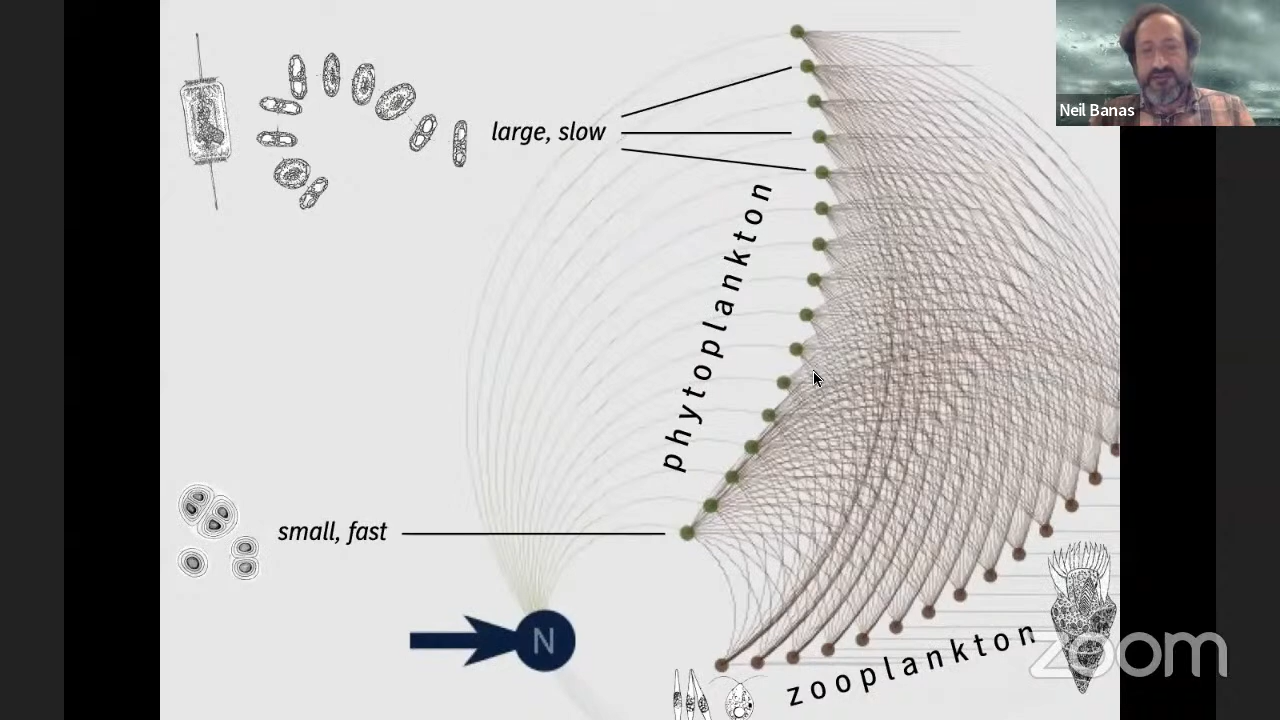 Neil Banas
large, slow
phytoplankton
small, fast
N
zooplankton
zoom